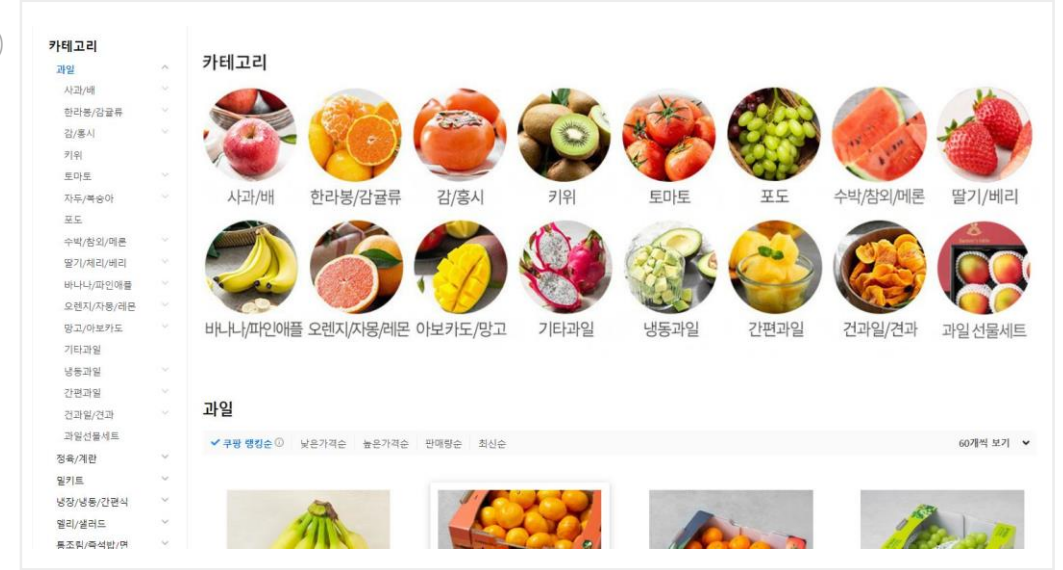 카테고리
과일
사과/배
한라봉/감귤류
감/홍시
키위
토마토
자두/복숭아
포도
수박/참외/메론
딸기/체리/베리
바나나/파인애플
오렌지/자몽/레몬
망고/아보카도
기타과일
냉동과일
간편과일
건과일/견과
과일선물세트
정육/계란
밀키트
냉장/냉동/간편식
델리/샐러드
통조림/즉석밥/면
카테고리
사과/배 한라봉/감귤류 감/홍시 키위 토마토 포도 수박/참외/메론 딸기/베리
바나나/파인애플 오렌지/자몽/레몬 아보카도/망고 기타과일 냉동과일 간편과일 건과일/견과 과일 선물세트
과일
쿠팡 랭킹순 낮은가격순 높은가격순 판매량순 최신순 60개씩 보기